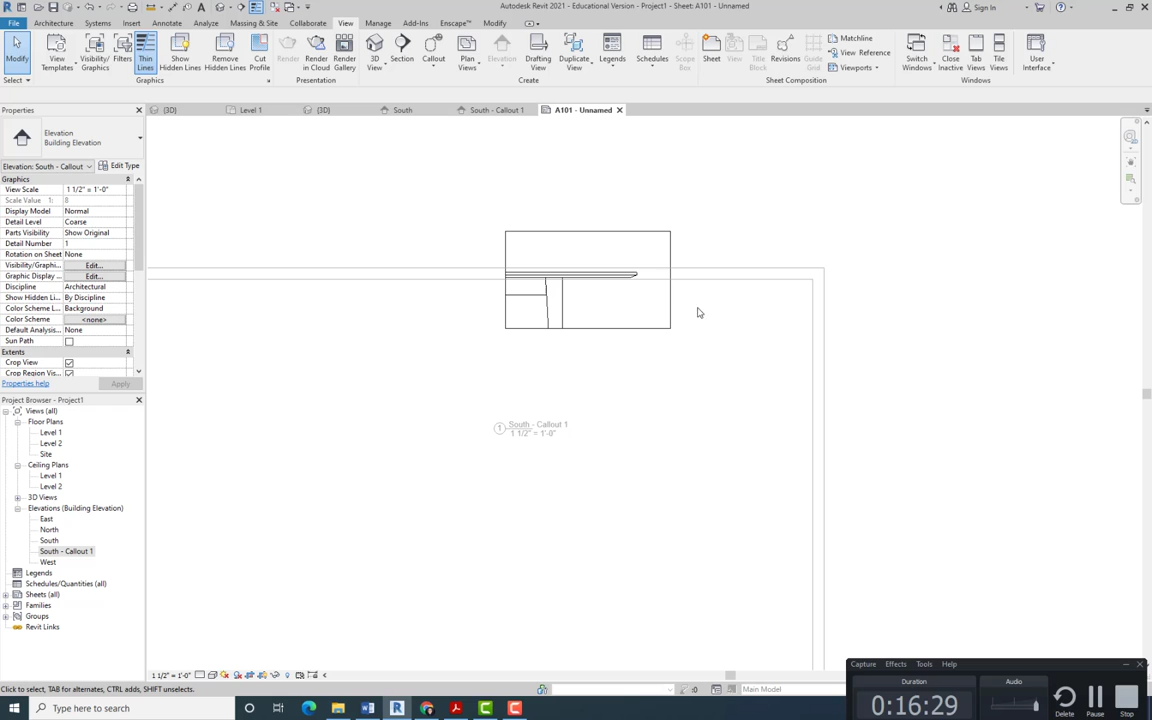 Autodesk Revit 2021 - Educational Version - Project1 - Sheet: A101 - Unnamed
Sign In
File Architecture Structure Systems Insert Annotate Analyze Massing & Site Collaborate View Manage Add-Ins Enscape™ Modify
Modify
View Templates
Visibility/ Graphics
Filters
Thin Lines
Show Hidden Lines
Remove Hidden Lines
Cut Profile
Render
Render in Cloud
Render Gallery
3D View
Section
Callout
Plan Views
Elevation
Drafting View
Duplicate View
Legends
Schedules
Scope Box
Sheet
View
Title Block
Revisions
Guide Grid
Matchline
View Reference
Viewports
Switch Windows
Close Inactive
Tab Views
Tile Views
User Interface
Select
Graphics
Presentation
Create
Sheet Composition
Windows
Properties
{3D}
Level 1
{3D}
South
South - Callout 1
A101 - Unnamed
Elevation
Building Elevation
Elevation: South - Callout
Edit Type
Graphics
View Scale 1 1/2" = 1'-0"
Scale Value 1: 8
Display Model Normal
Detail Level Coarse
Parts Visibility Show Original
Detail Number 1
Rotation on Sheet None
Visibility/Graphi... Edit...
Graphic Display ... Edit...
Discipline Architectural
Show Hidden Li... By Discipline
Color Scheme L... Background
Color Scheme <none>
Default Analysis... None
Sun Path
Extents
Crop View
Crop Region Vis...
Properties help
Apply
Project Browser - Project1
Views (all)
Floor Plans
Level 1
Level 2
Site
Ceiling Plans
Level 1
Level 2
3D Views
Elevations (Building Elevation)
East
North
South
South - Callout 1
West
Legends
Schedules/Quantities (all)
Sheets (all)
Families
Groups
Revit Links
1
South - Callout 1
1 1/2" = 1'-0"
1 1/2" = 1'-0"
Click to select, TAB for alternates, CTRL adds, SHIFT unselects.
:0
Main Model
Capture Effects Tools Help
Duration
Audio
0:16:29
Delete
Pause
Stop
Type here to search